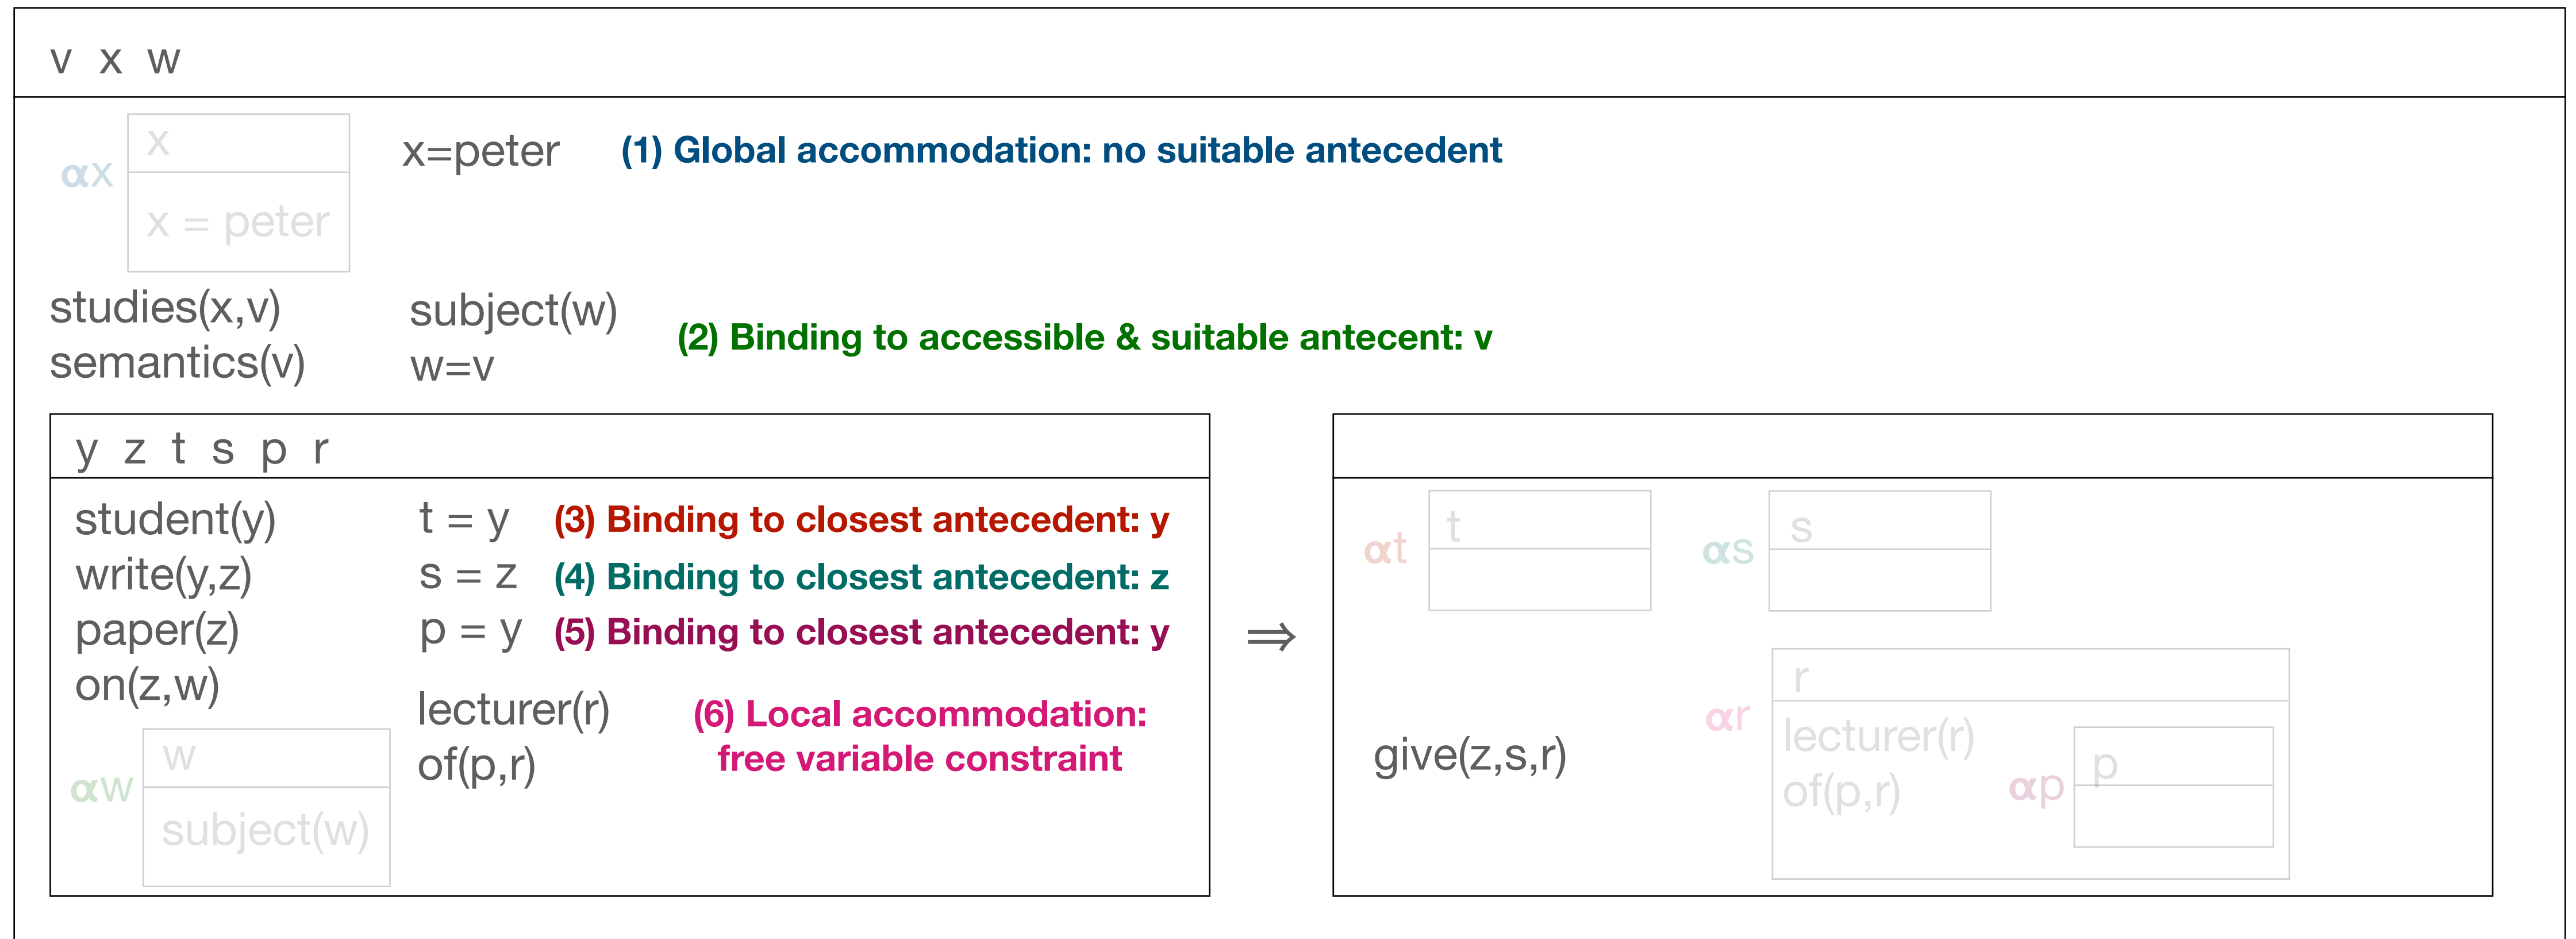 v x w
αx
x
x = peter
x=peter
(1) Global accommodation: no suitable antecedent
studies(x,v)
semantics(v)
subject(w)
w=v
(2) Binding to accessible & suitable antecent: v
y z t s p r
student(y)
write(y,z)
paper(z)
on(z,w)
t = y (3) Binding to closest antecedent: y
s = z (4) Binding to closest antecedent: z
p = y (5) Binding to closest antecedent: y
lecturer(r)
of(p,r)
(6) Local accommodation:
free variable constraint
αw
w
subject(w)
⇒
αt
t
αs
s
give(z,s,r)
αr
r
lecturer(r)
of(p,r)
αp
p